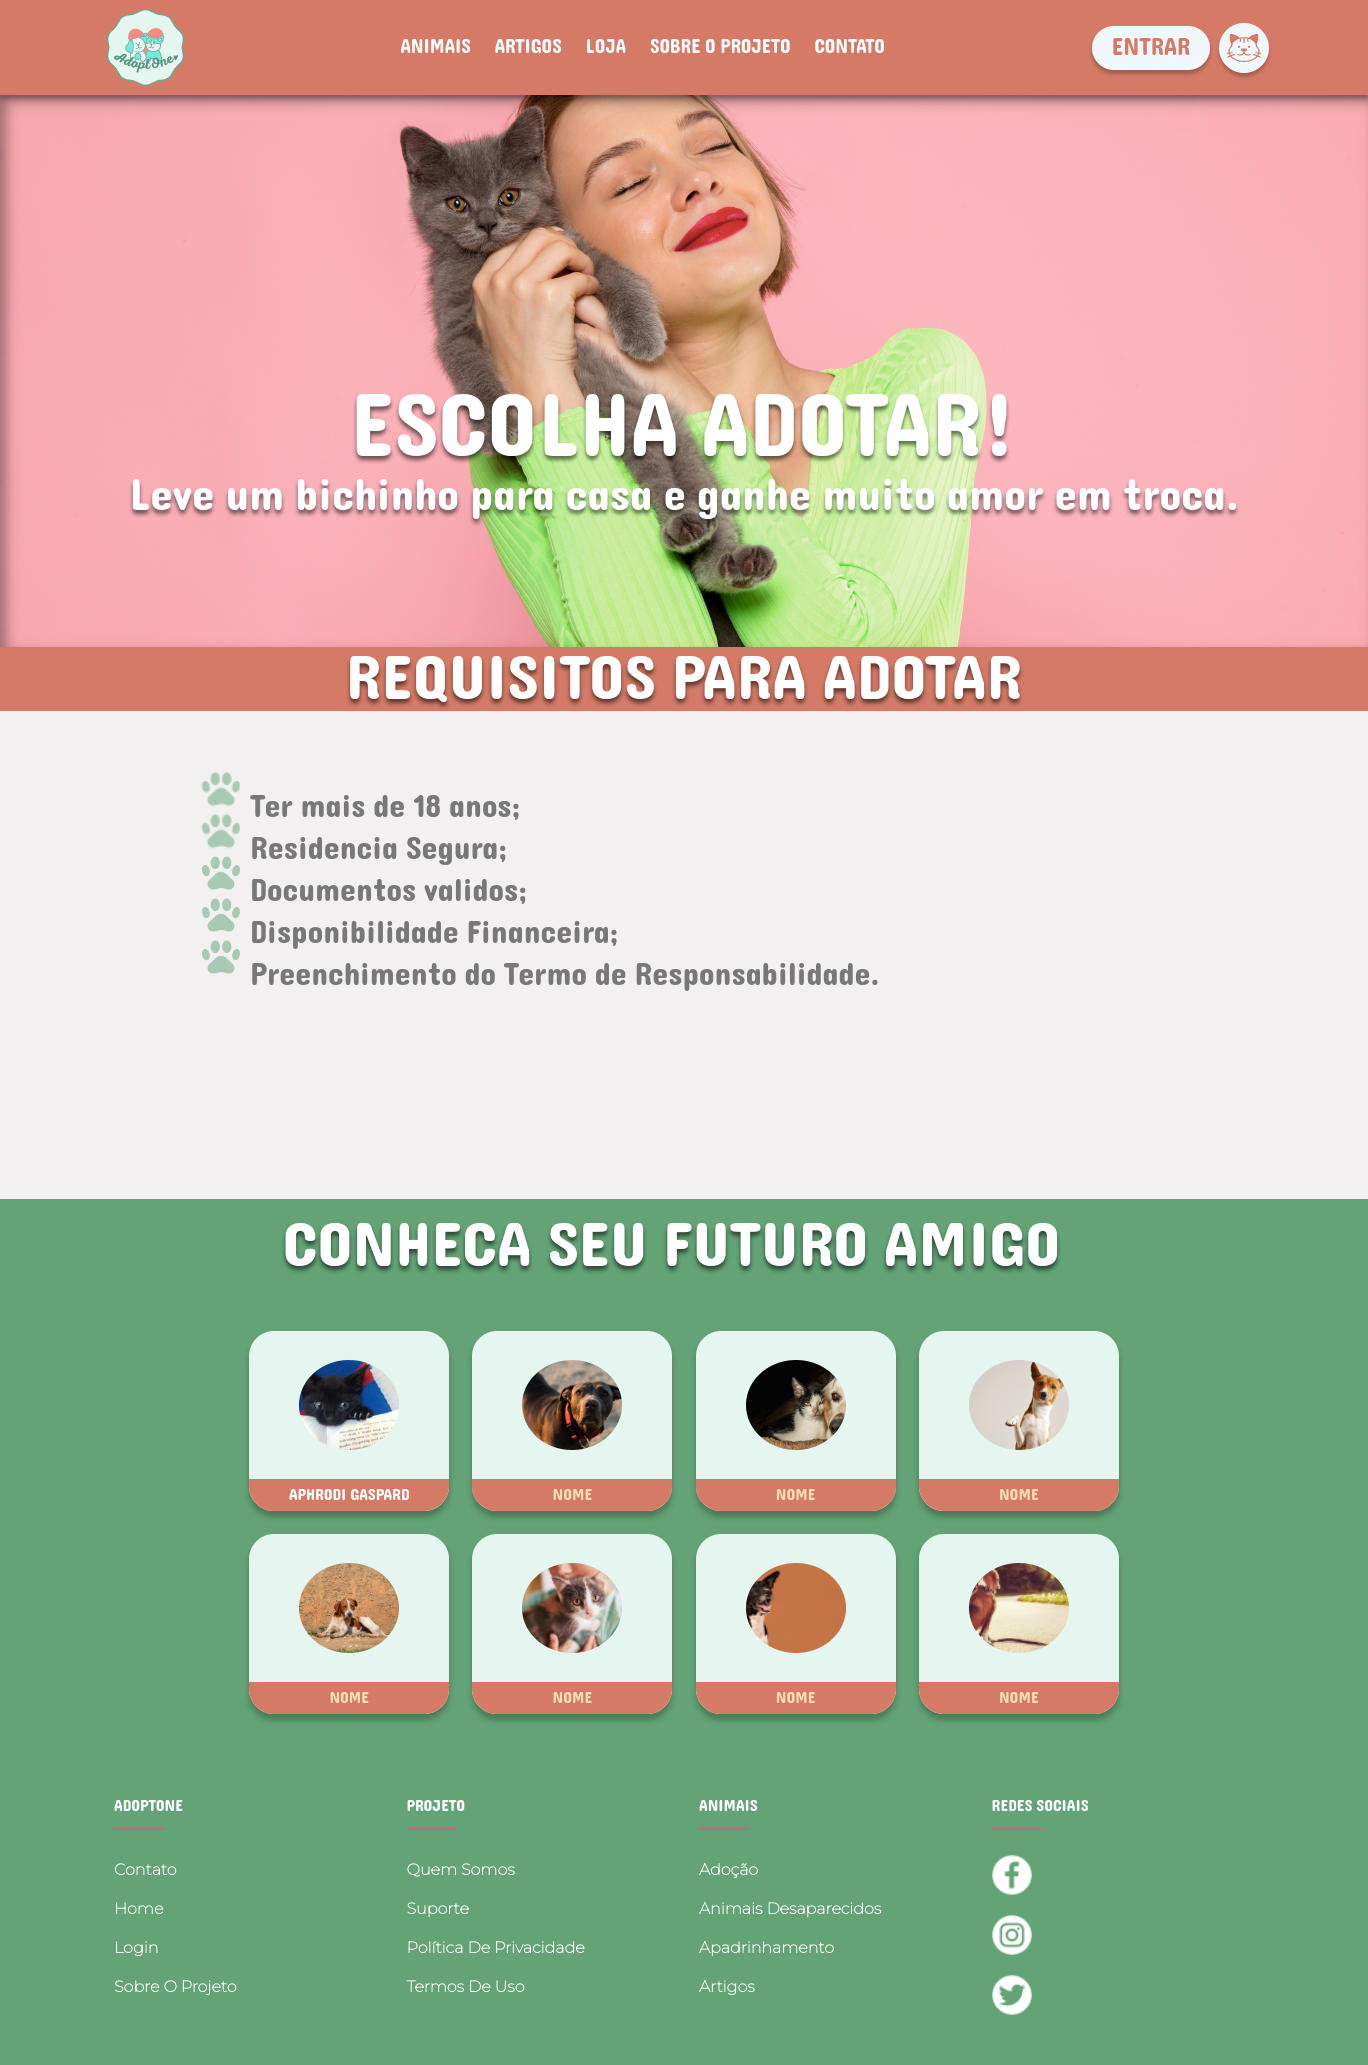 AdoptOne
ANIMAIS ARTIGOS LOJA SOBRE O PROJETO CONTATO
ENTRAR
ESCOLHA ADOTAR!
Leve um bichinho para casa e ganhe muito amor em troca.
REQUISITOS PARA ADOTAR
Ter mais de 18 anos;
Residencia Segura;
Documentos validos;
Disponibilidade Financeira;
Preenchimento do Termo de Responsabilidade.
CONHECA SEU FUTURO AMIGO
APHRODI GASPARD
NOME
NOME
NOME
NOME
NOME
NOME
NOME
ADOPTONE
Contato
Home
Login
Sobre O Projeto
PROJETO
Quem Somos
Suporte
Política De Privacidade
Termos De Uso
ANIMAIS
Adoção
Animais Desaparecidos
Apadrinhamento
Artigos
REDES SOCIAIS